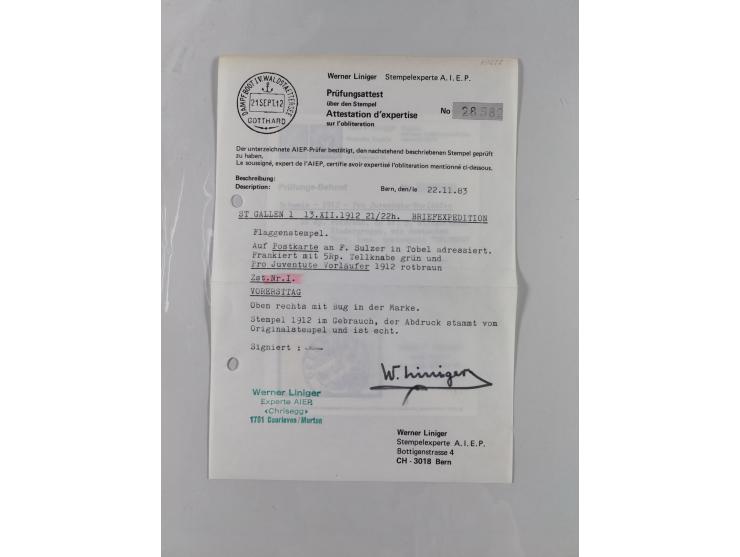 DAMPFBOOT I.V.WALDSTAETTERSEE
21 SEPT.12
GOTTHARD
Werner Liniger Stempelexperte A.I.E.P.
Prüfungsattest
über den Stempel
Attestation d'expertise
sur l'oblitération
No 28582
Der unterzeichnete AIEP-Prüfer bestätigt, den nachstehend beschriebenen Stempel geprüft
zu haben.
Le soussigné, expert de l'AIEP, certifie avoir expertisé l'oblitération mentionné ci-dessous.
Beschreibung:
Description:
Bern, den/le 22.11.83
ST GALLEN 1 13.XII.1912 21/22h. BRIEFEXPEDITION
Flaggenstempel.
Auf Postkarte an F. Sulzer in Tobel adressiert.
Frankiert mit 5Rp. Tellknabe grün und
Pro Juventute Vorläufer 1912 rotbraun
Zst.Nr.I.
VORERSTTAG
Oben rechts mit Bug in der Marke.
Stempel 1912 im Gebrauch, der Abdruck stammt vom
Originalstempel und ist echt.
Signiert :
W. Liniger
Werner Liniger
Experte AIEP
«Chrisegg»
1781 Courlevon/Murten
Werner Liniger
Stempelexperte A.I.E.P.
Bottigenstrasse 4
CH - 3018 Bern